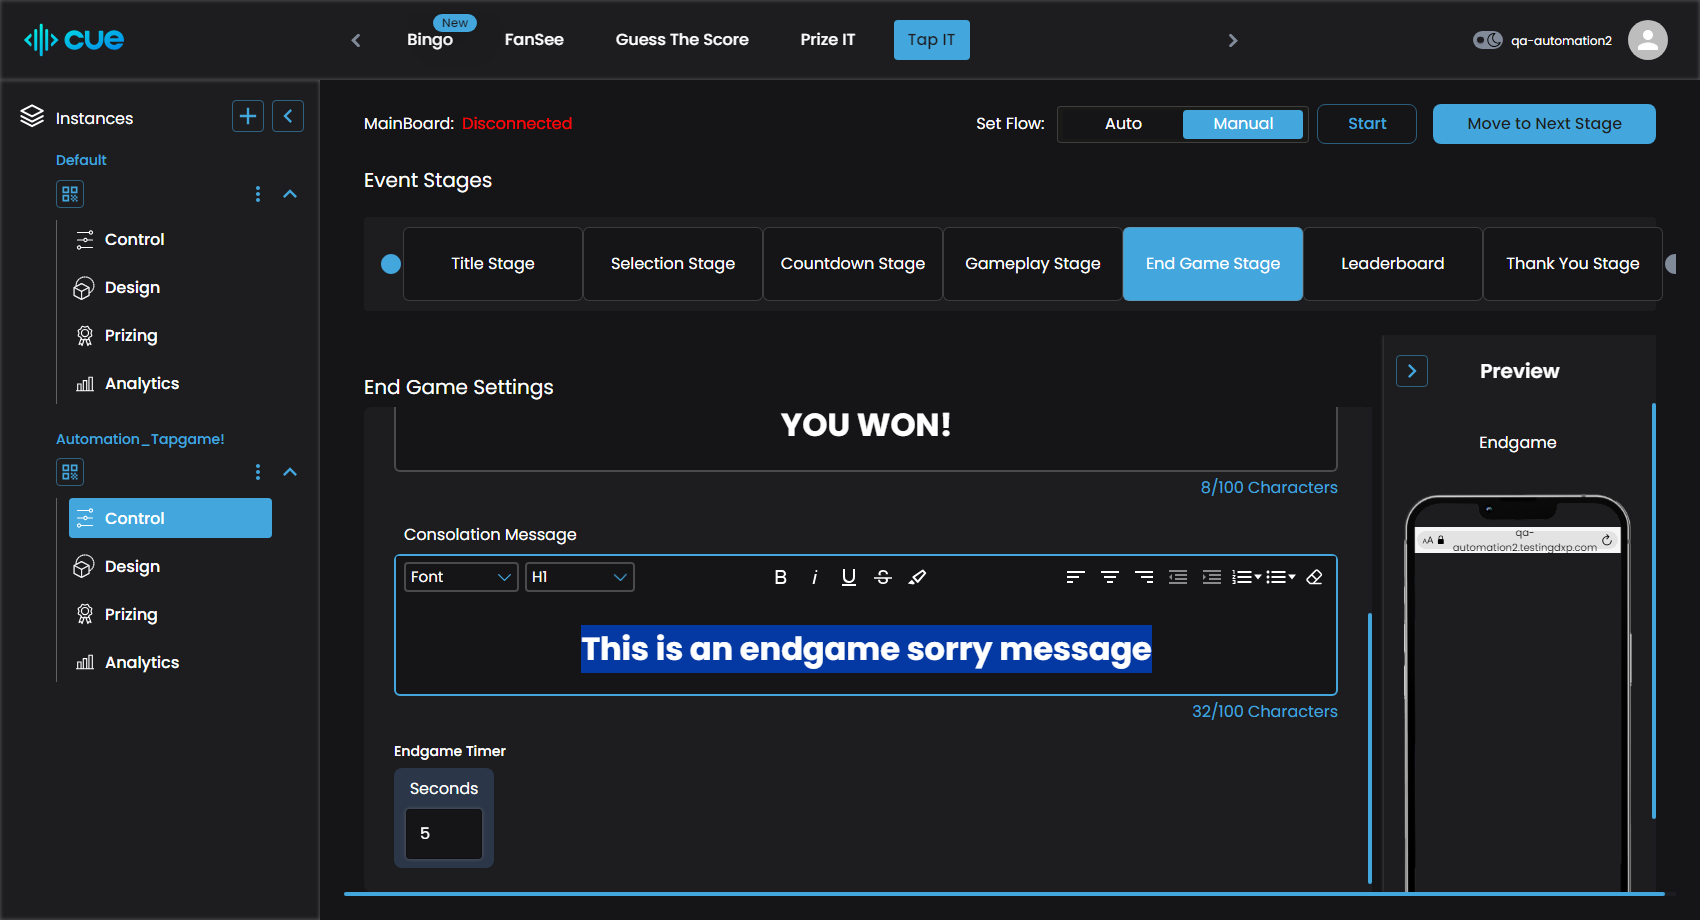 cue
New
Bingo
FanSee
Guess The Score
Prize IT
Tap IT
qa-automation2
Instances
Default
Control
Design
Prizing
Analytics
Automation_Tapgame!
Control
Design
Prizing
Analytics
MainBoard: Disconnected
Set Flow:
Auto
Manual
Start
Move to Next Stage
Event Stages
Title Stage
Selection Stage
Countdown Stage
Gameplay Stage
End Game Stage
Leaderboard
Thank You Stage
End Game Settings
YOU WON!
8/100 Characters
Consolation Message
Font
H1
B
i
U
S
This is an endgame sorry message
32/100 Characters
Endgame Timer
Seconds
5
Preview
Endgame
AA
qa-
automation2.testingdxp.com